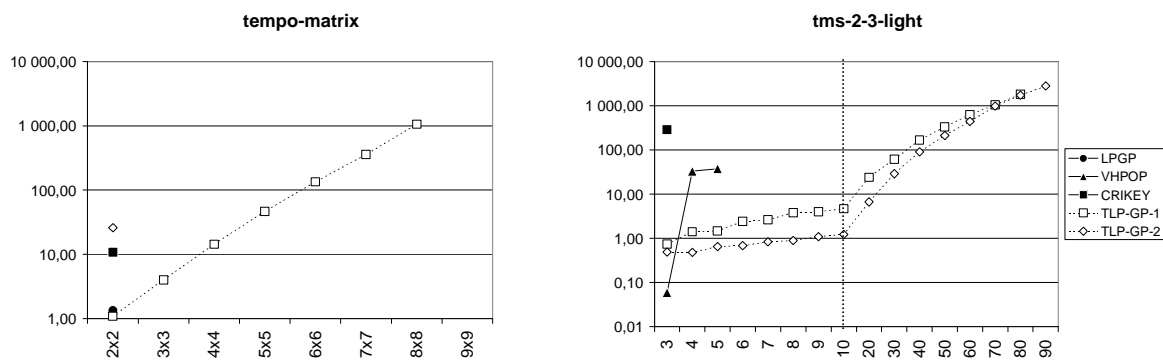 tempo-matrix
10 000,00
1 000,00
100,00
10,00
1,00
2x2
3x3
4x4
5x5
6x6
7x7
8x8
9x9
tms-2-3-light
10 000,00
1 000,00
100,00
10,00
1,00
0,10
0,01
3
4
5
6
7
8
9
10
20
30
40
50
60
70
80
90
LPGP
VHPOP
CRIKEY
TLP-GP-1
TLP-GP-2